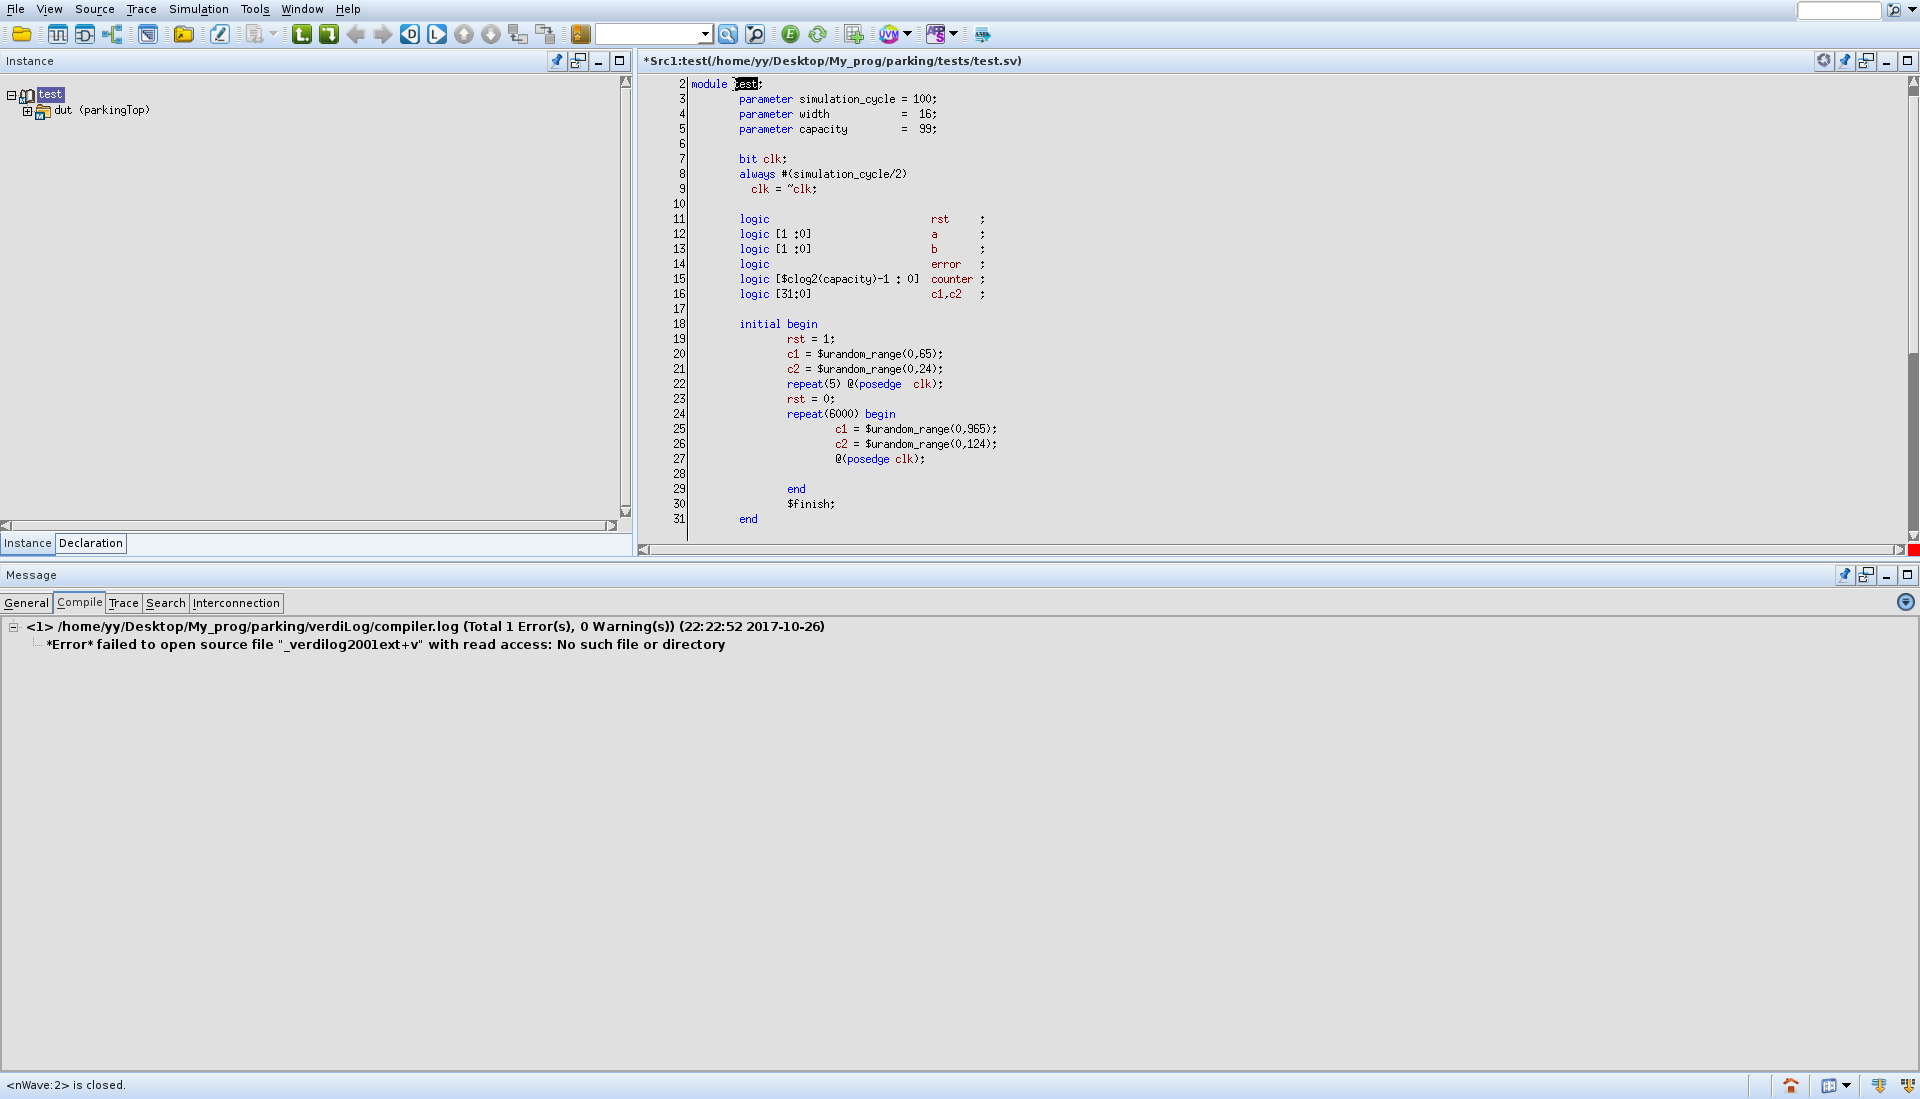 File View Source Trace Simulation Tools Window Help
Instance
test
dut (parkingTop)
Instance Declaration
*Src1:test(/home/yy/Desktop/My_prog/parking/tests/test.sv)
2 module test;
3 parameter simulation_cycle = 100;
4 parameter width = 16;
5 parameter capacity = 99;
6
7 bit clk;
8 always #(simulation_cycle/2)
9 clk = ~clk;
10
11 logic rst ;
12 logic [1 :0] a ;
13 logic [1 :0] b ;
14 logic error ;
15 logic [$clog2(capacity)-1 : 0] counter ;
16 logic [31:0] c1,c2 ;
17
18 initial begin
19 rst = 1;
20 c1 = $urandom_range(0,65);
21 c2 = $urandom_range(0,24);
22 repeat(5) @(posedge clk);
23 rst = 0;
24 repeat(6000) begin
25 c1 = $urandom_range(0,965);
26 c2 = $urandom_range(0,124);
27 @(posedge clk);
28
29 end
30 $finish;
31 end
Message
General Compile Trace Search Interconnection
<1> /home/yy/Desktop/My_prog/parking/verdiLog/compiler.log (Total 1 Error(s), 0 Warning(s)) (22:22:52 2017-10-26)
*Error* failed to open source file "_verdilog2001ext+v" with read access: No such file or directory
<nWave:2> is closed.